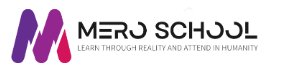 MERO SCHOOL
LEARN THROUGH REALITY AND ATTEND IN HUMANITY